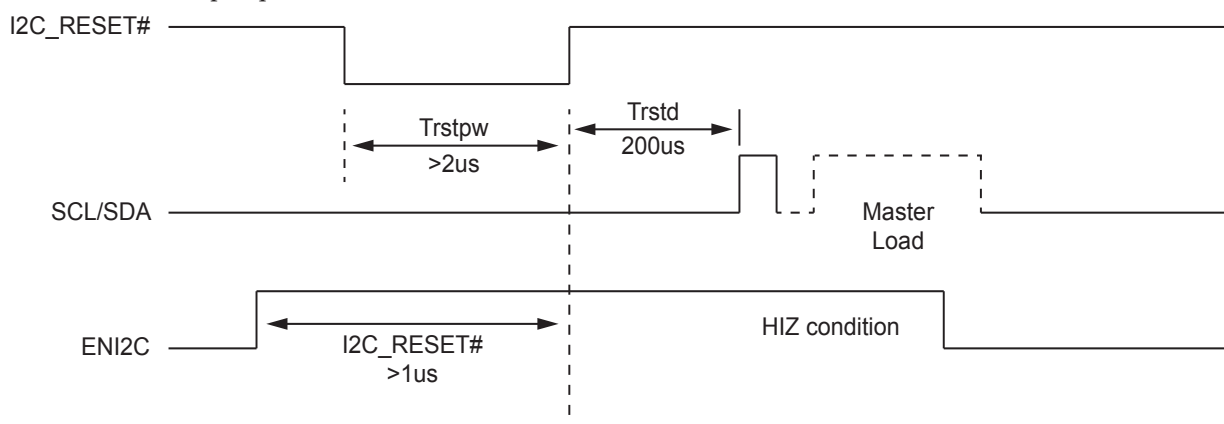 I2C_RESET#
Trstpw
>2us
Trstd
200us
SCL/SDA
Master
Load
ENI2C
I2C_RESET#
>1us
HIZ condition